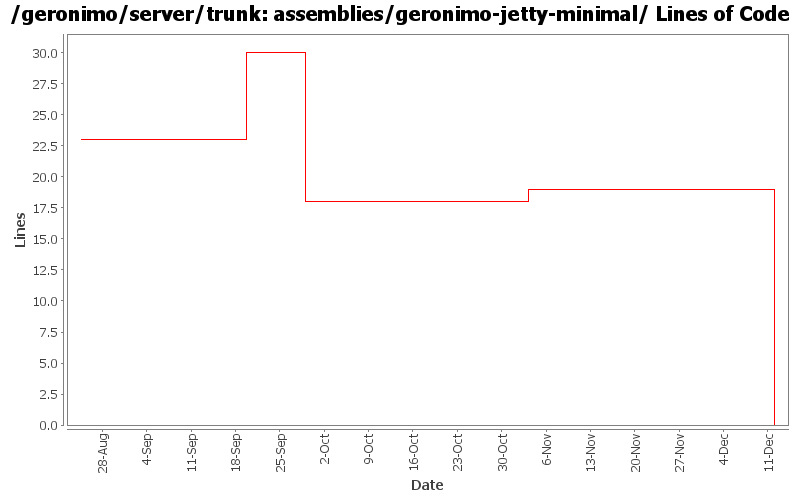 /geronimo/server/trunk: assemblies/geronimo-jetty-minimal/ Lines of Code
30.0
27.5
25.0
22.5
20.0
17.5
15.0
12.5
10.0
7.5
5.0
2.5
0.0
Lines
28-Aug
4-Sep
11-Sep
18-Sep
25-Sep
2-Oct
9-Oct
16-Oct
23-Oct
30-Oct
6-Nov
13-Nov
20-Nov
27-Nov
4-Dec
11-Dec
Date